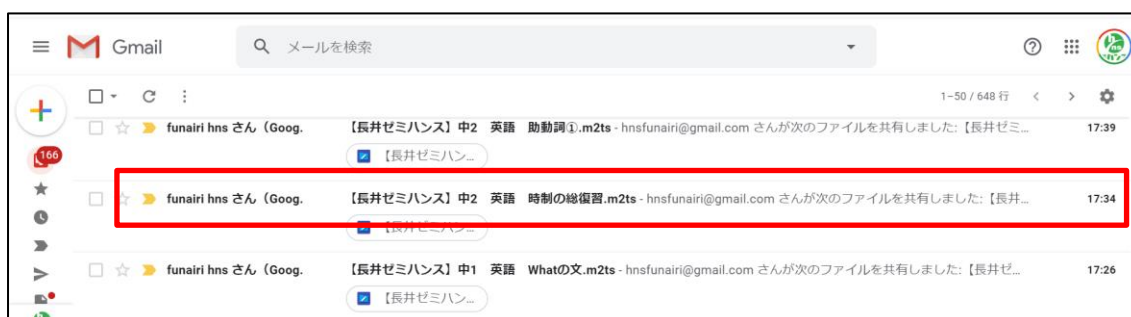 Gmail
メールを検索
1–50 / 648 行
funairi hns さん（Goog. 【長井ゼミハンス】中2 英語 助動詞①.m2ts - hnsfunairi@gmail.com さんが次のファイルを共有しました:【長井ゼミ... 17:39
【長井ゼミハン...
166
funairi hns さん（Goog. 【長井ゼミハンス】中2 英語 時制の総復習.m2ts - hnsfunairi@gmail.com さんが次のファイルを共有しました:【長井... 17:34
【長井ゼミハン...
funairi hns さん（Goog. 【長井ゼミハンス】中1 英語 Whatの文.m2ts - hnsfunairi@gmail.com さんが次のファイルを共有しました:【長井ゼ... 17:26
【長井ゼミハン...